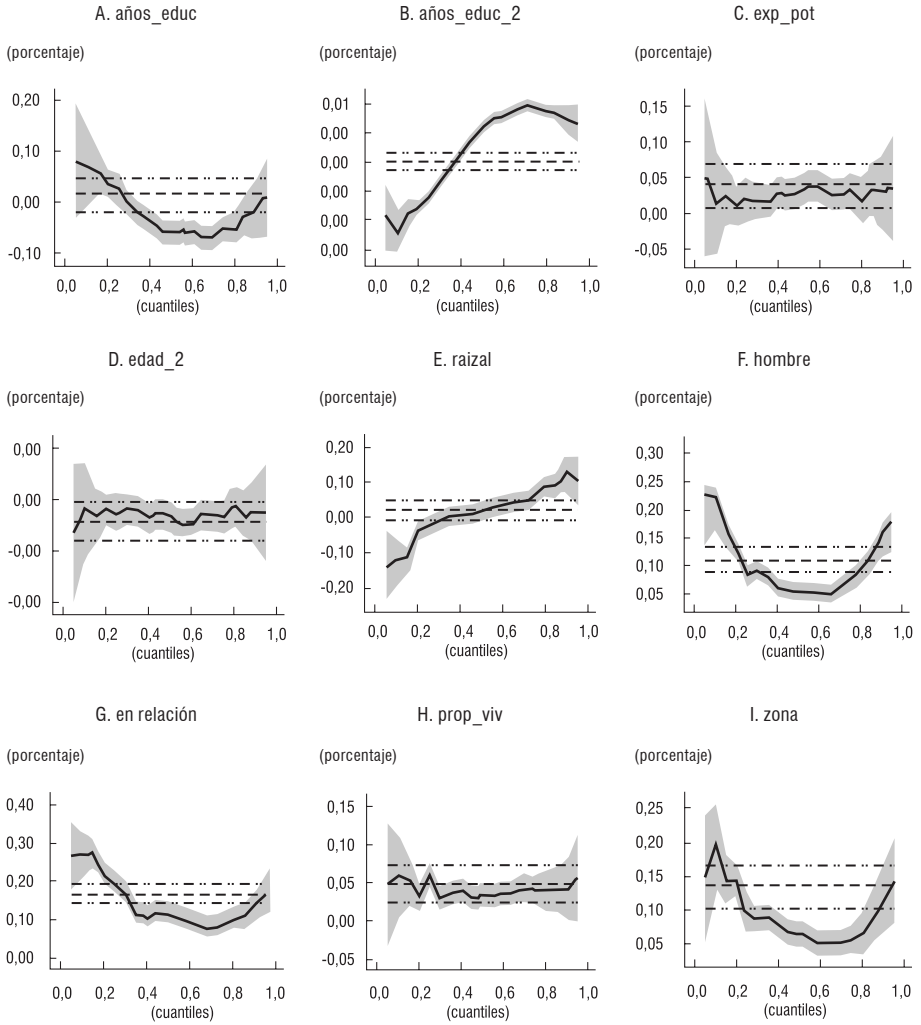 A. años_educ
(porcentaje)
0,20
0,10
0,00
-0,10
0,0 0,2 0,4 0,6 0,8 1,0
(cuantiles)
B. años_educ_2
(porcentaje)
0,01
0,00
0,00
0,00
0,00
0,00
0,0 0,2 0,4 0,6 0,8 1,0
(cuantiles)
C. exp_pot
(porcentaje)
0,15
0,10
0,05
0,00
-0,05
0,0 0,2 0,4 0,6 0,8 1,0
(cuantiles)
D. edad_2
(porcentaje)
0,00
0,00
-0,00
-0,00
0,0 0,2 0,4 0,6 0,8 1,0
(cuantiles)
E. raizal
(porcentaje)
0,20
0,10
0,00
-0,10
-0,20
0,0 0,2 0,4 0,6 0,8 1,0
(cuantiles)
F. hombre
(porcentaje)
0,30
0,25
0,20
0,15
0,10
0,05
0,0 0,2 0,4 0,6 0,8 1,0
(cuantiles)
G. en relación
(porcentaje)
0,40
0,30
0,20
0,10
0,00
0,0 0,2 0,4 0,6 0,8 1,0
(cuantiles)
H. prop_viv
(porcentaje)
0,15
0,10
0,05
0,00
-0,05
0,0 0,2 0,4 0,6 0,8 1,0
(cuantiles)
I. zona
(porcentaje)
0,25
0,20
0,15
0,10
0,05
0,0 0,2 0,4 0,6 0,8 1,0
(cuantiles)